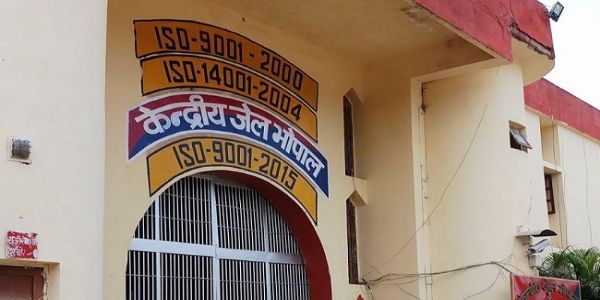 ISO-9001-2000
ISO-14001-2004
केन्द्रीय जेल भोपाल
ISO-9001-2015
केन्द्रीय जेल